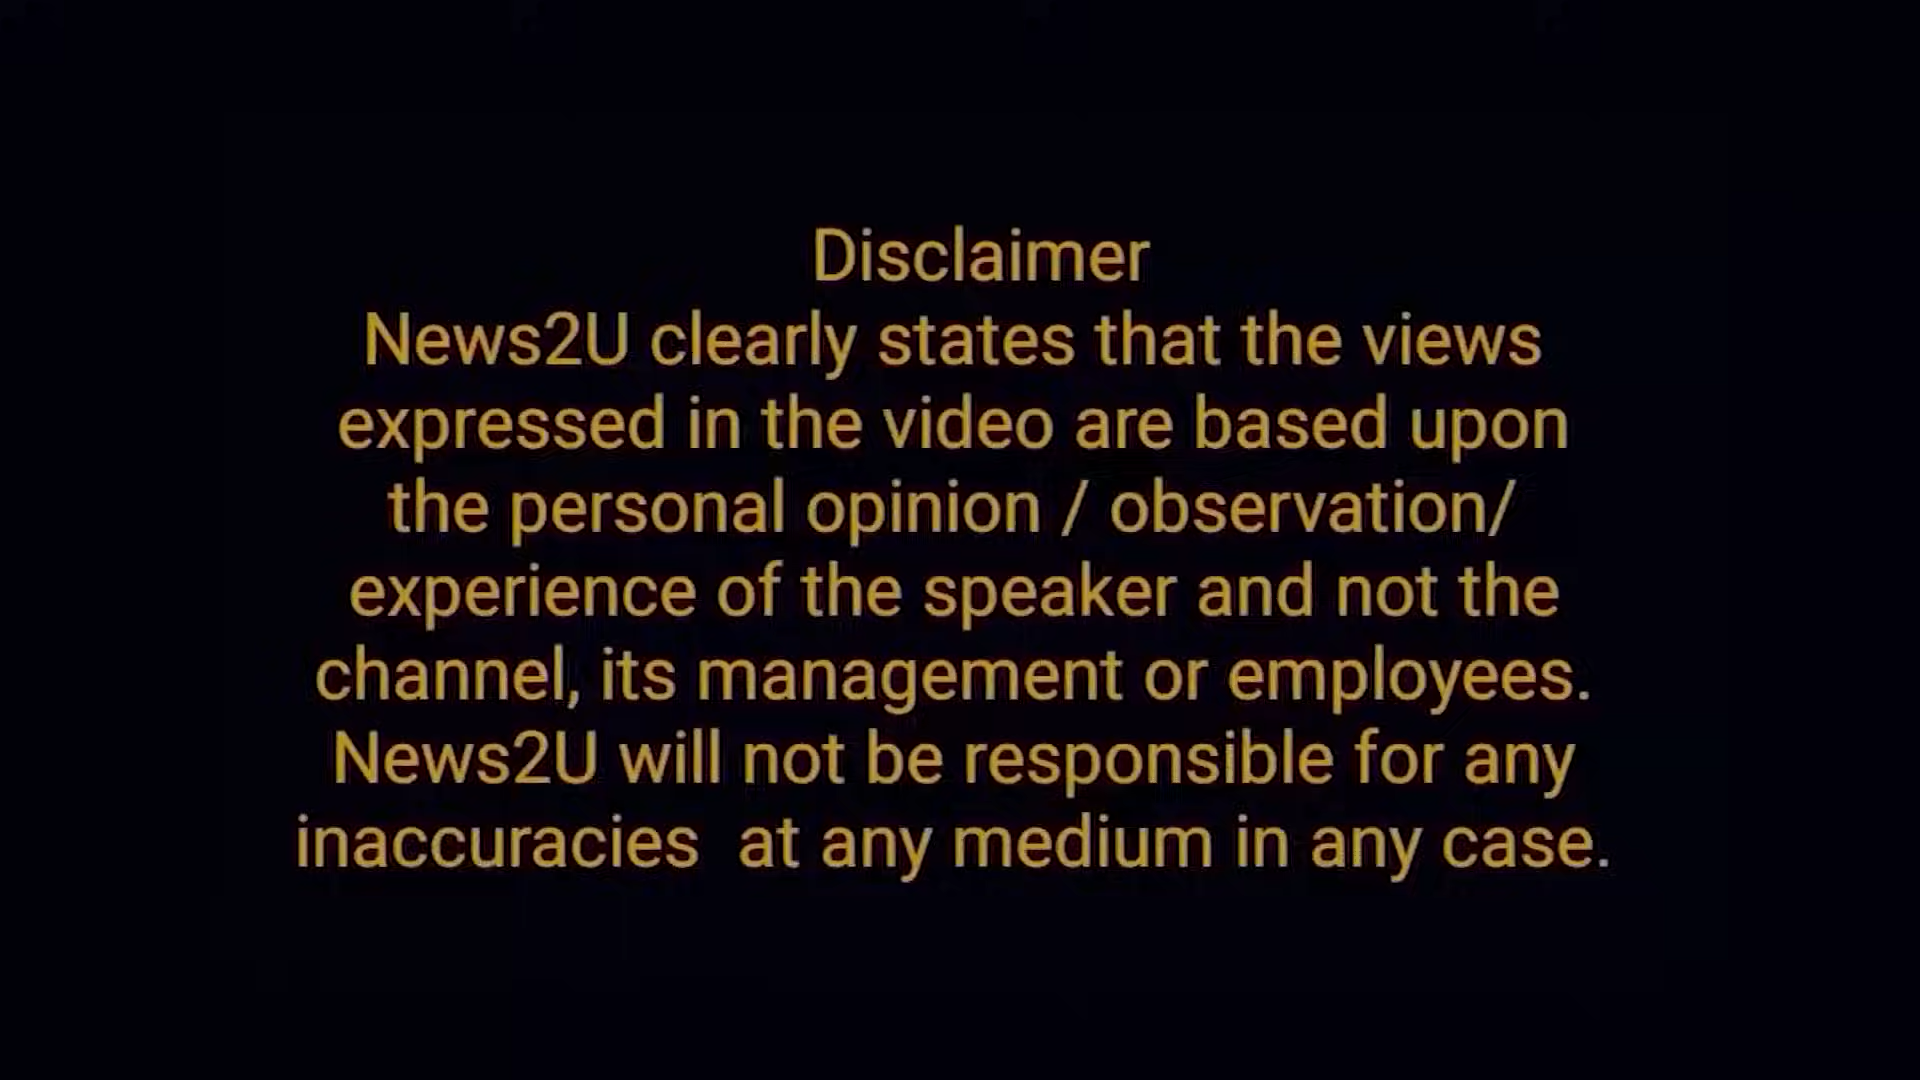 Disclaimer
News2U clearly states that the views
expressed in the video are based upon
the personal opinion / observation/
experience of the speaker and not the
channel, its management or employees.
News2U will not be responsible for any
inaccuracies  at any medium in any case.